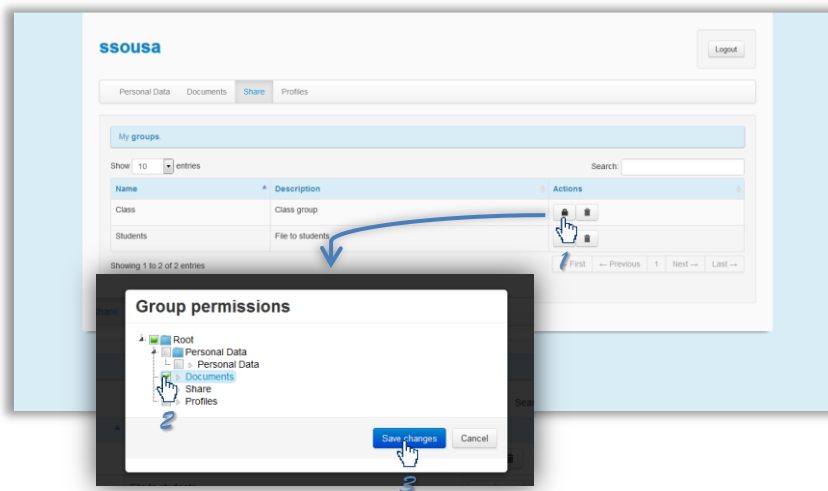 ssousa
Logout
Personal Data Documents Share Profiles
My groups.
Show 10 entries
Search:
Name Description Actions
Class Class group
Students File to students
1
Showing 1 to 2 of 2 entries
First ← Previous 1 Next → Last →
Group permissions
Share
Root
Personal Data
Personal Data
Documents
Share
Profiles
2
Save changes Cancel
3